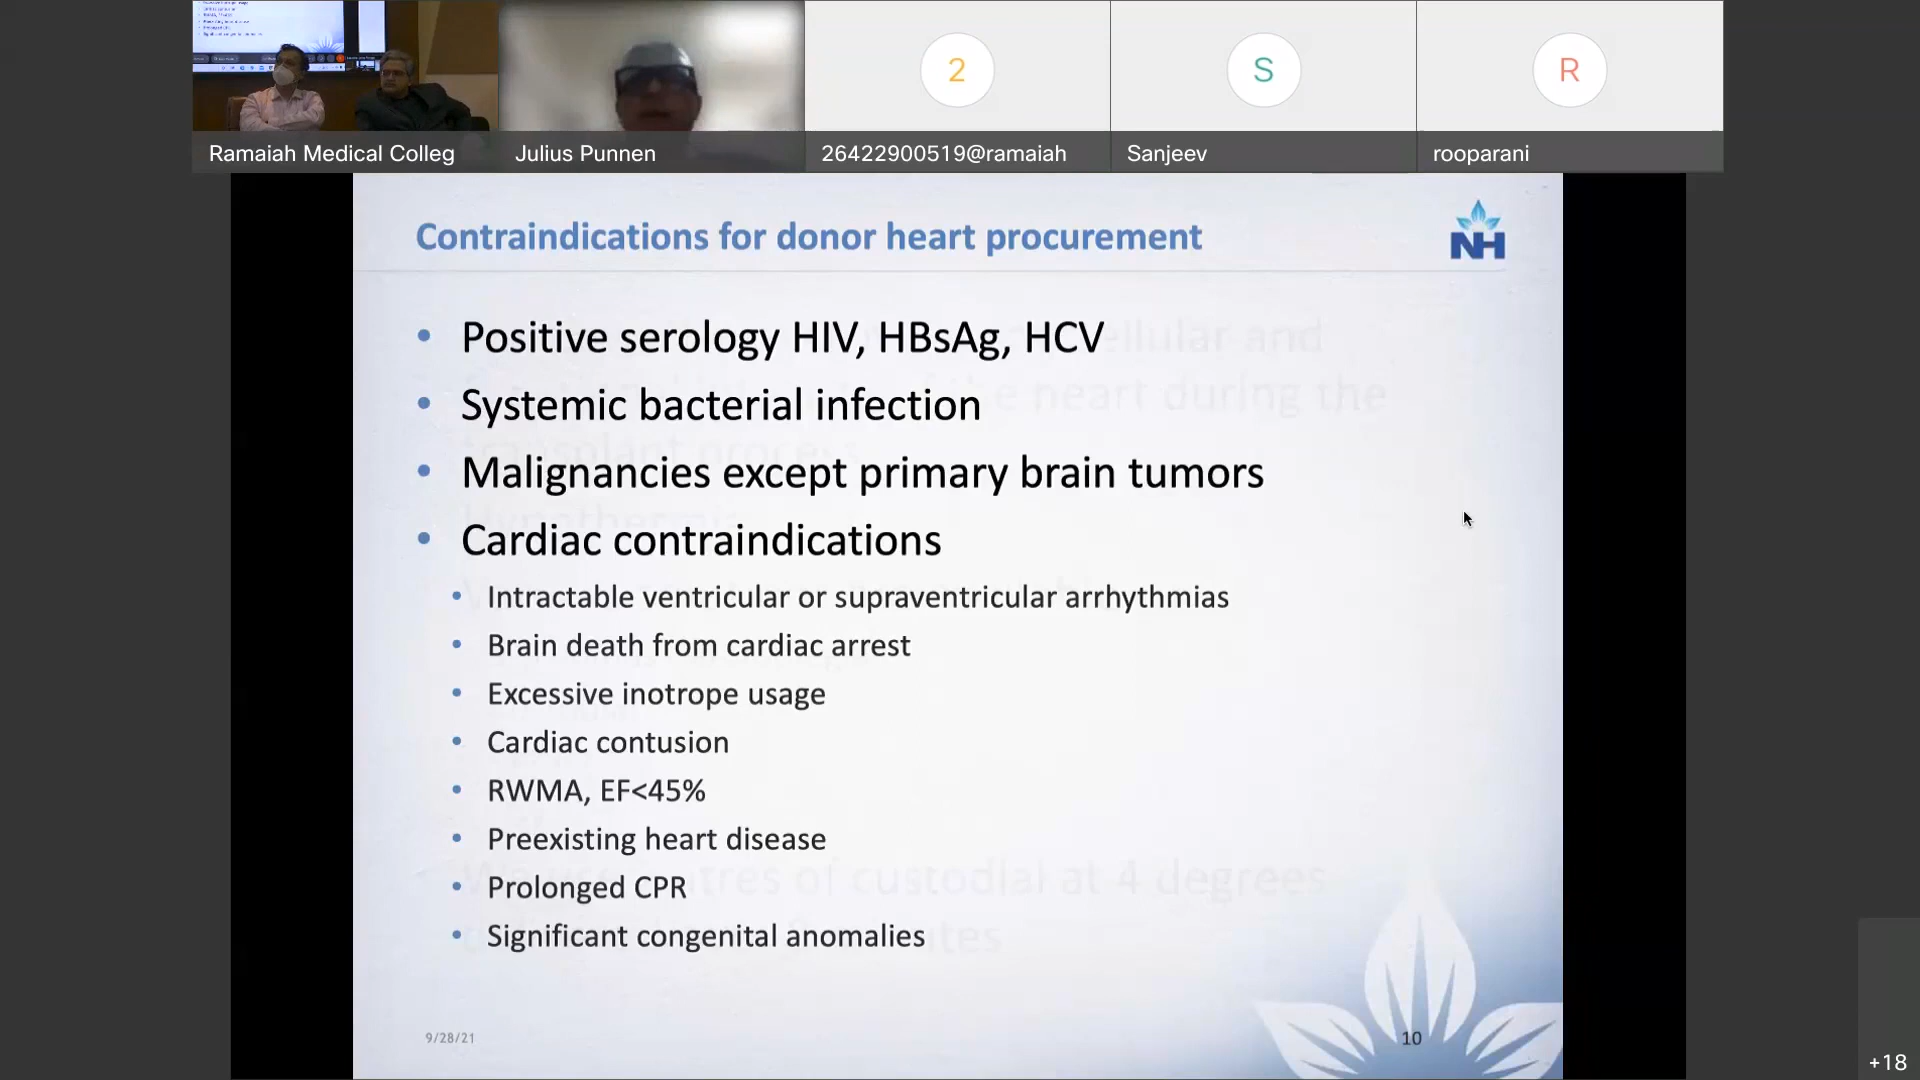 Ramaiah Medical Colleg
Julius Punnen
2
26422900519@ramaiah
S
Sanjeev
R
rooparani
Contraindications for donor heart procurement
NH
• Positive serology HIV, HBsAg, HCV
• Systemic bacterial infection
• Malignancies except primary brain tumors
• Cardiac contraindications
• Intractable ventricular or supraventricular arrhythmias
• Brain death from cardiac arrest
• Excessive inotrope usage
• Cardiac contusion
• RWMA, EF<45%
• Preexisting heart disease
• Prolonged CPR
• Significant congenital anomalies
9/28/21
10
+18